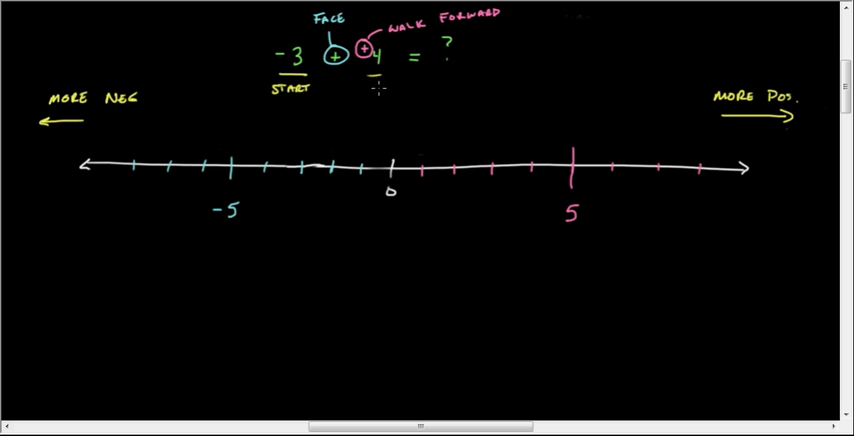 FACE
WALK FORWARD
-3 + +4 = ?
START
MORE NEG
MORE POS.
0
-5
5